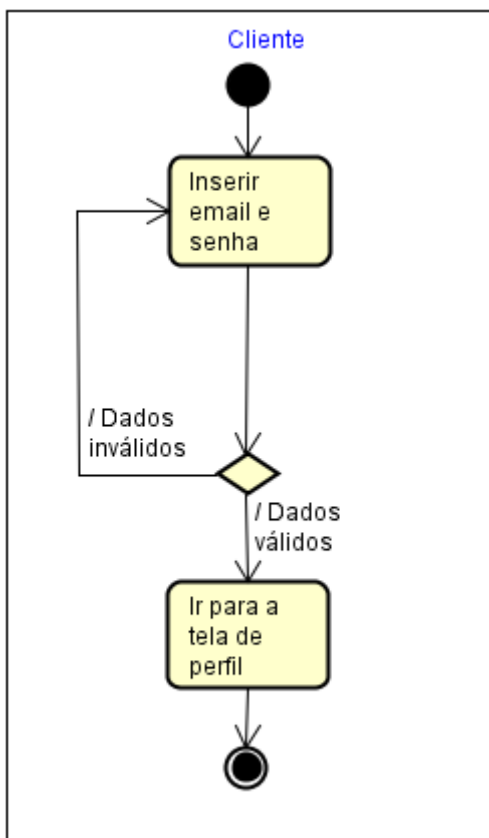 Cliente
Inserir
email e
senha
/ Dados
inválidos
/ Dados
válidos
Ir para a
tela de
perfil